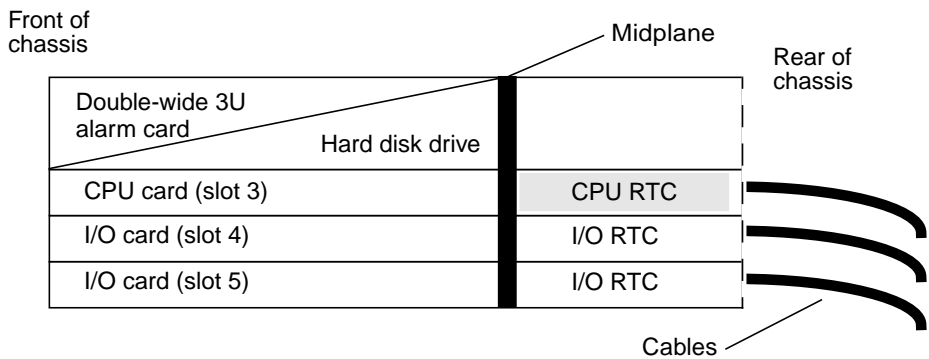 Front of
chassis
Midplane
Rear of
chassis
Double-wide 3U
alarm card
Hard disk drive
CPU card (slot 3)
CPU RTC
I/O card (slot 4)
I/O RTC
I/O card (slot 5)
I/O RTC
Cables